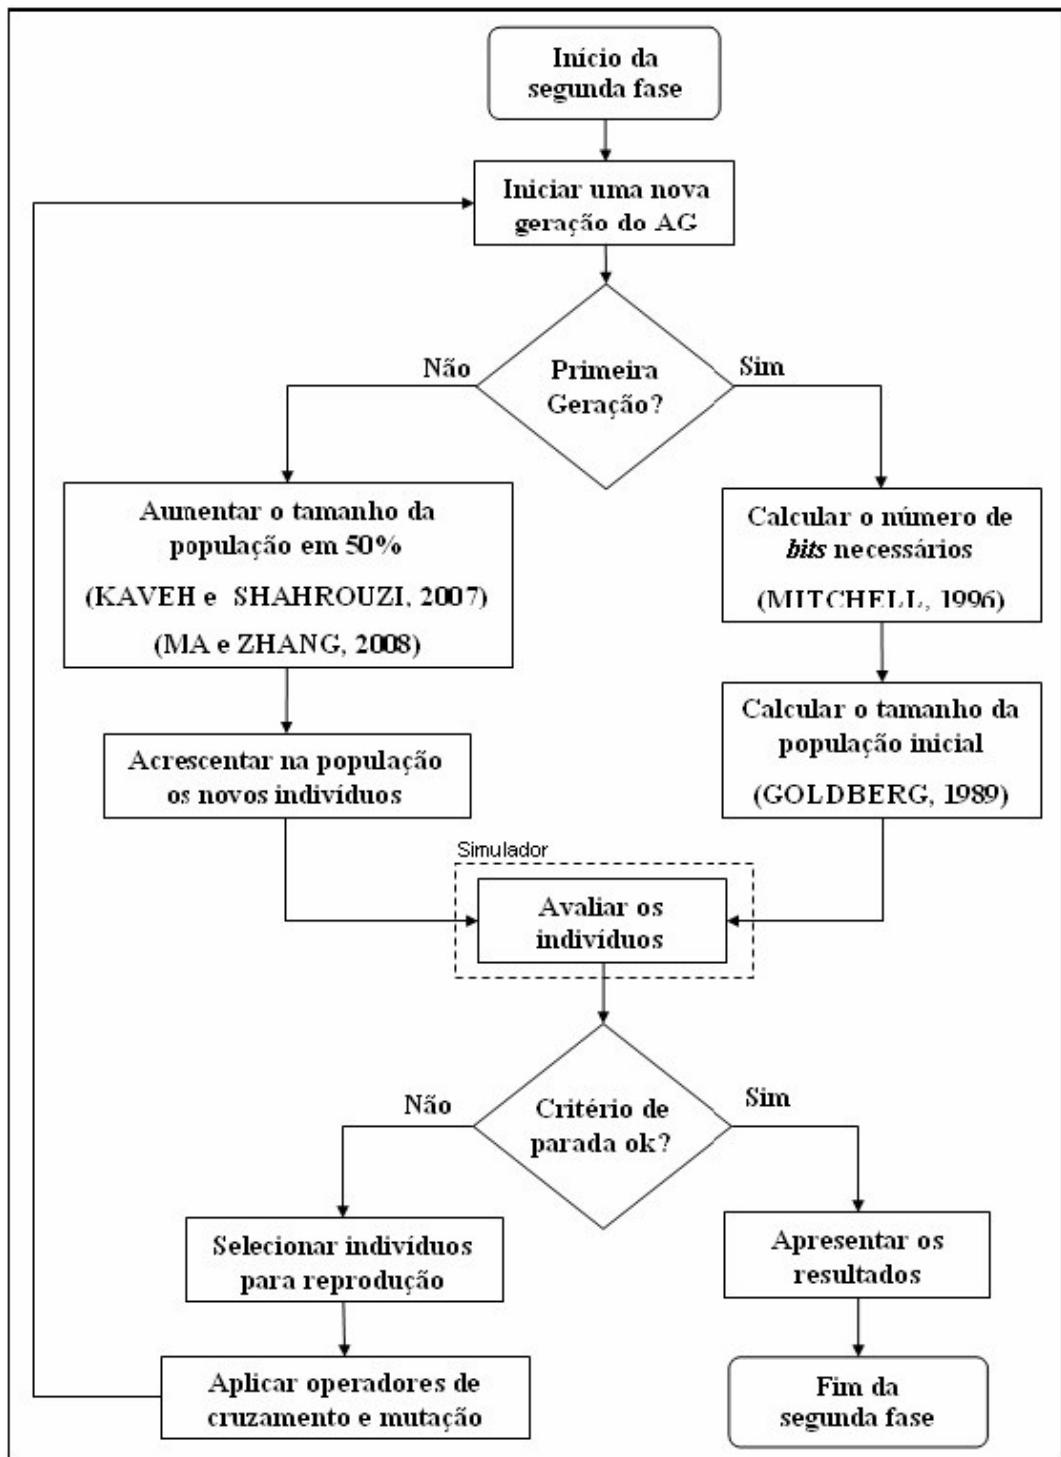 Início da
segunda fase
Iniciar uma nova
geração do AG
Não
Sim
Primeira
Geração?
Aumentar o tamanho da
população em 50%
(KAVEH e SHAHROUZI, 2007)
(MA e ZHANG, 2008)
Calcular o número de
bits necessários
(MITCHELL, 1996)
Acrescentar na população
os novos indivíduos
Calcular o tamanho da
população inicial
(GOLDBERG, 1989)
Simulador
Avaliar os
indivíduos
Não
Sim
Critério de
parada ok?
Selecionar indivíduos
para reprodução
Apresentar os
resultados
Aplicar operadores de
cruzamento e mutação
Fim da
segunda fase